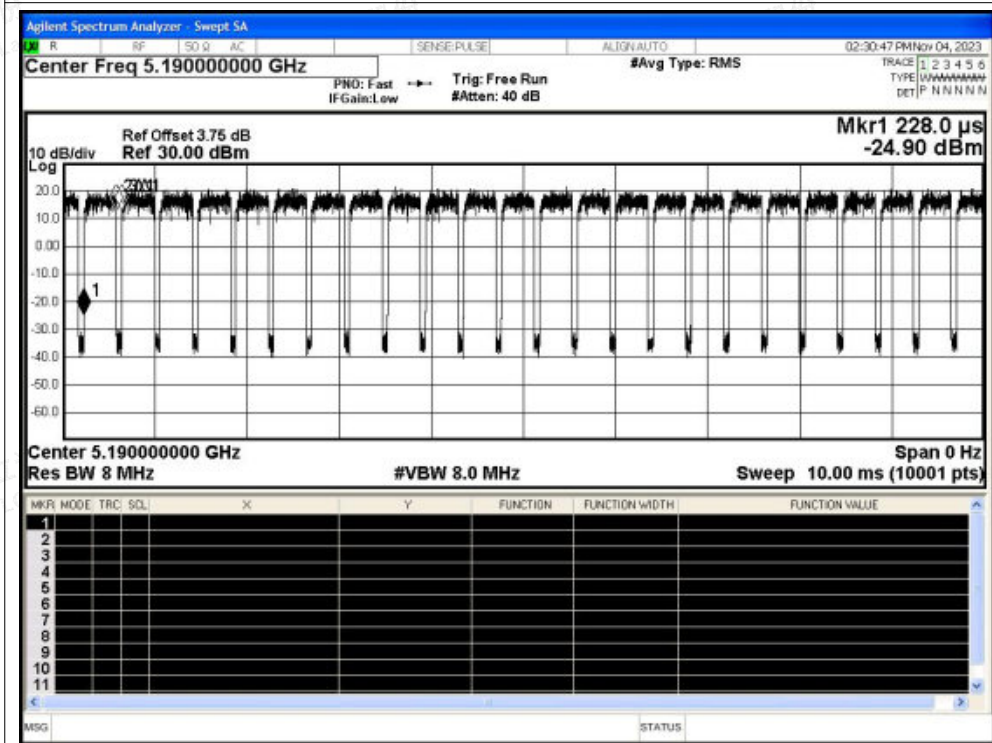 Agilent Spectrum Analyzer - Swept SA
LXI R RF 50 Ω AC SENSE:PULSE ALIGN AUTO 02:30:47 PM Nov 04, 2023
Center Freq 5.190000000 GHz #Avg Type: RMS TRACE 1 2 3 4 5 6
PNO: Fast Trig: Free Run TYPE
IFGain:Low #Atten: 40 dB DET P N N N N N
Ref Offset 3.75 dB Mkr1 228.0 µs
10 dB/div Ref 30.00 dBm -24.90 dBm
Log
20.0
10.0
0.00
-10.0
1
-20.0
-30.0
-40.0
-50.0
-60.0
Center 5.190000000 GHz Span 0 Hz
Res BW 8 MHz #VBW 8.0 MHz Sweep 10.00 ms (10001 pts)
MKR MODE TRC SCL X Y FUNCTION FUNCTION WIDTH FUNCTION VALUE
1
2
3
4
5
6
7
8
9
10
11
MSG STATUS